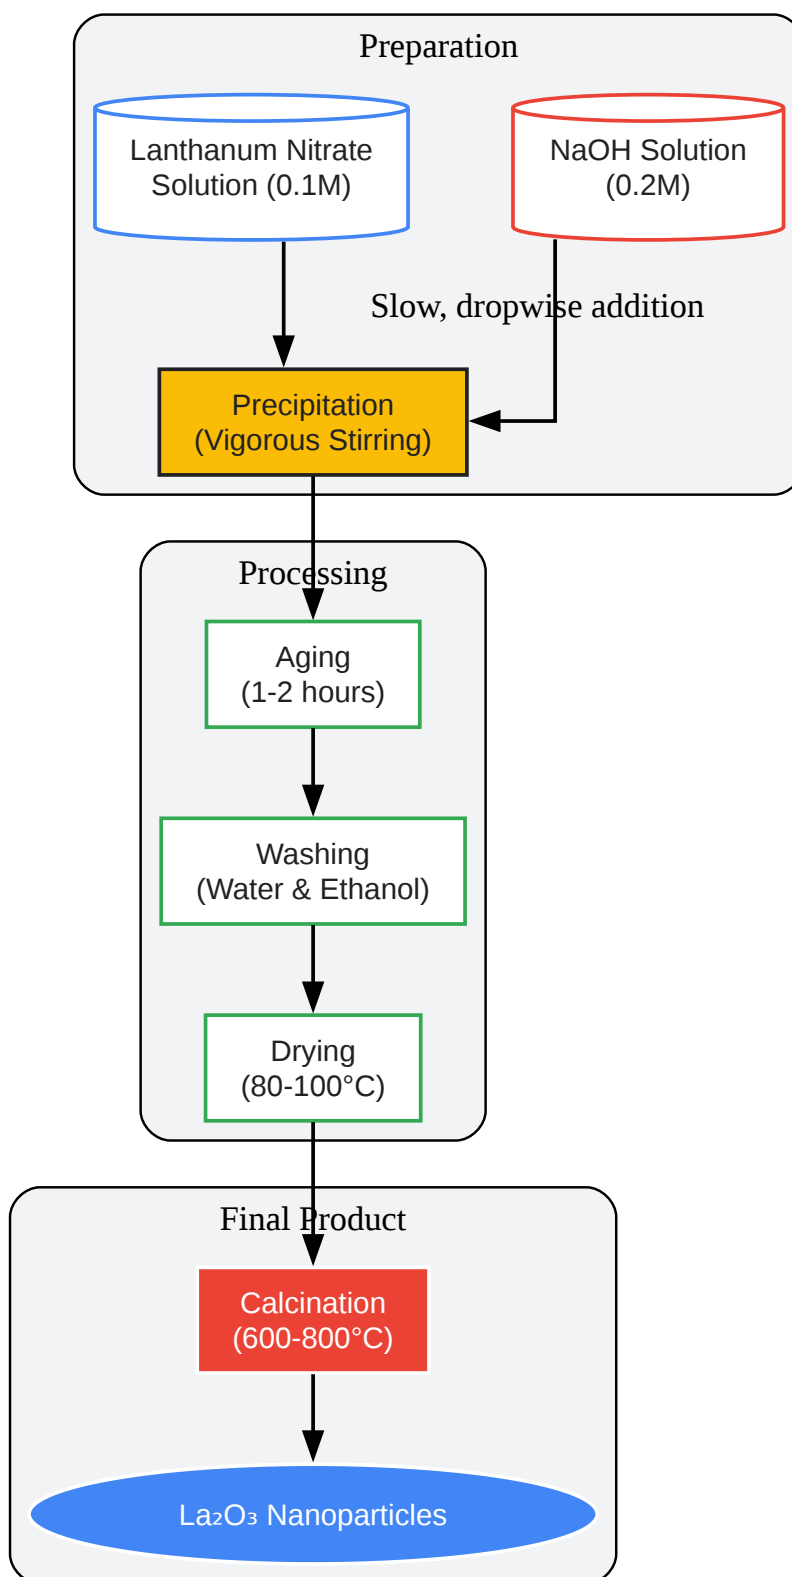 Preparation
Lanthanum Nitrate
Solution (0.1M)
NaOH Solution
(0.2M)
Slow, dropwise addition
Precipitation
(Vigorous Stirring)
Processing
Aging
(1-2 hours)
Washing
(Water & Ethanol)
Drying
(80-100°C)
Final Product
Calcination
(600-800°C)
La₂O₃ Nanoparticles